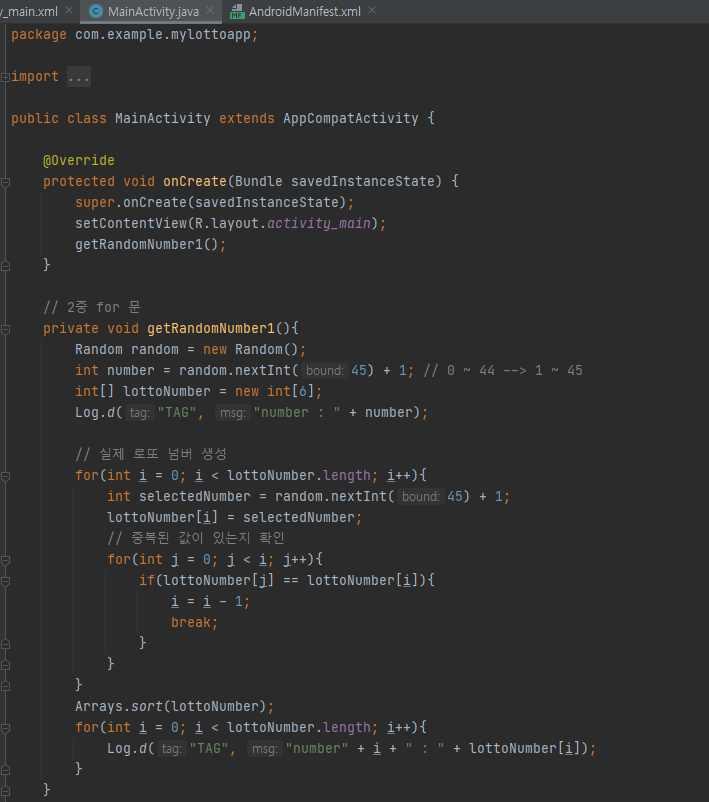 y_main.xml MainActivity.java AndroidManifest.xml
package com.example.mylottoapp;
import ...
public class MainActivity extends AppCompatActivity {
@Override
protected void onCreate(Bundle savedInstanceState) {
super.onCreate(savedInstanceState);
setContentView(R.layout.activity_main);
getRandomNumber1();
}
// 2중 for 문
private void getRandomNumber1(){
Random random = new Random();
int number = random.nextInt( bound: 45) + 1; // 0 ~ 44 --> 1 ~ 45
int[] lottoNumber = new int[6];
Log.d( tag: "TAG", msg: "number : " + number);
// 실제 로또 넘버 생성
for(int i = 0; i < lottoNumber.length; i++){
int selectedNumber = random.nextInt( bound: 45) + 1;
lottoNumber[i] = selectedNumber;
// 중복된 값이 있는지 확인
for(int j = 0; j < i; j++){
if(lottoNumber[j] == lottoNumber[i]){
i = i - 1;
break;
}
}
}
Arrays.sort(lottoNumber);
for(int i = 0; i < lottoNumber.length; i++){
Log.d( tag: "TAG", msg: "number" + i + " : " + lottoNumber[i]);
}
}